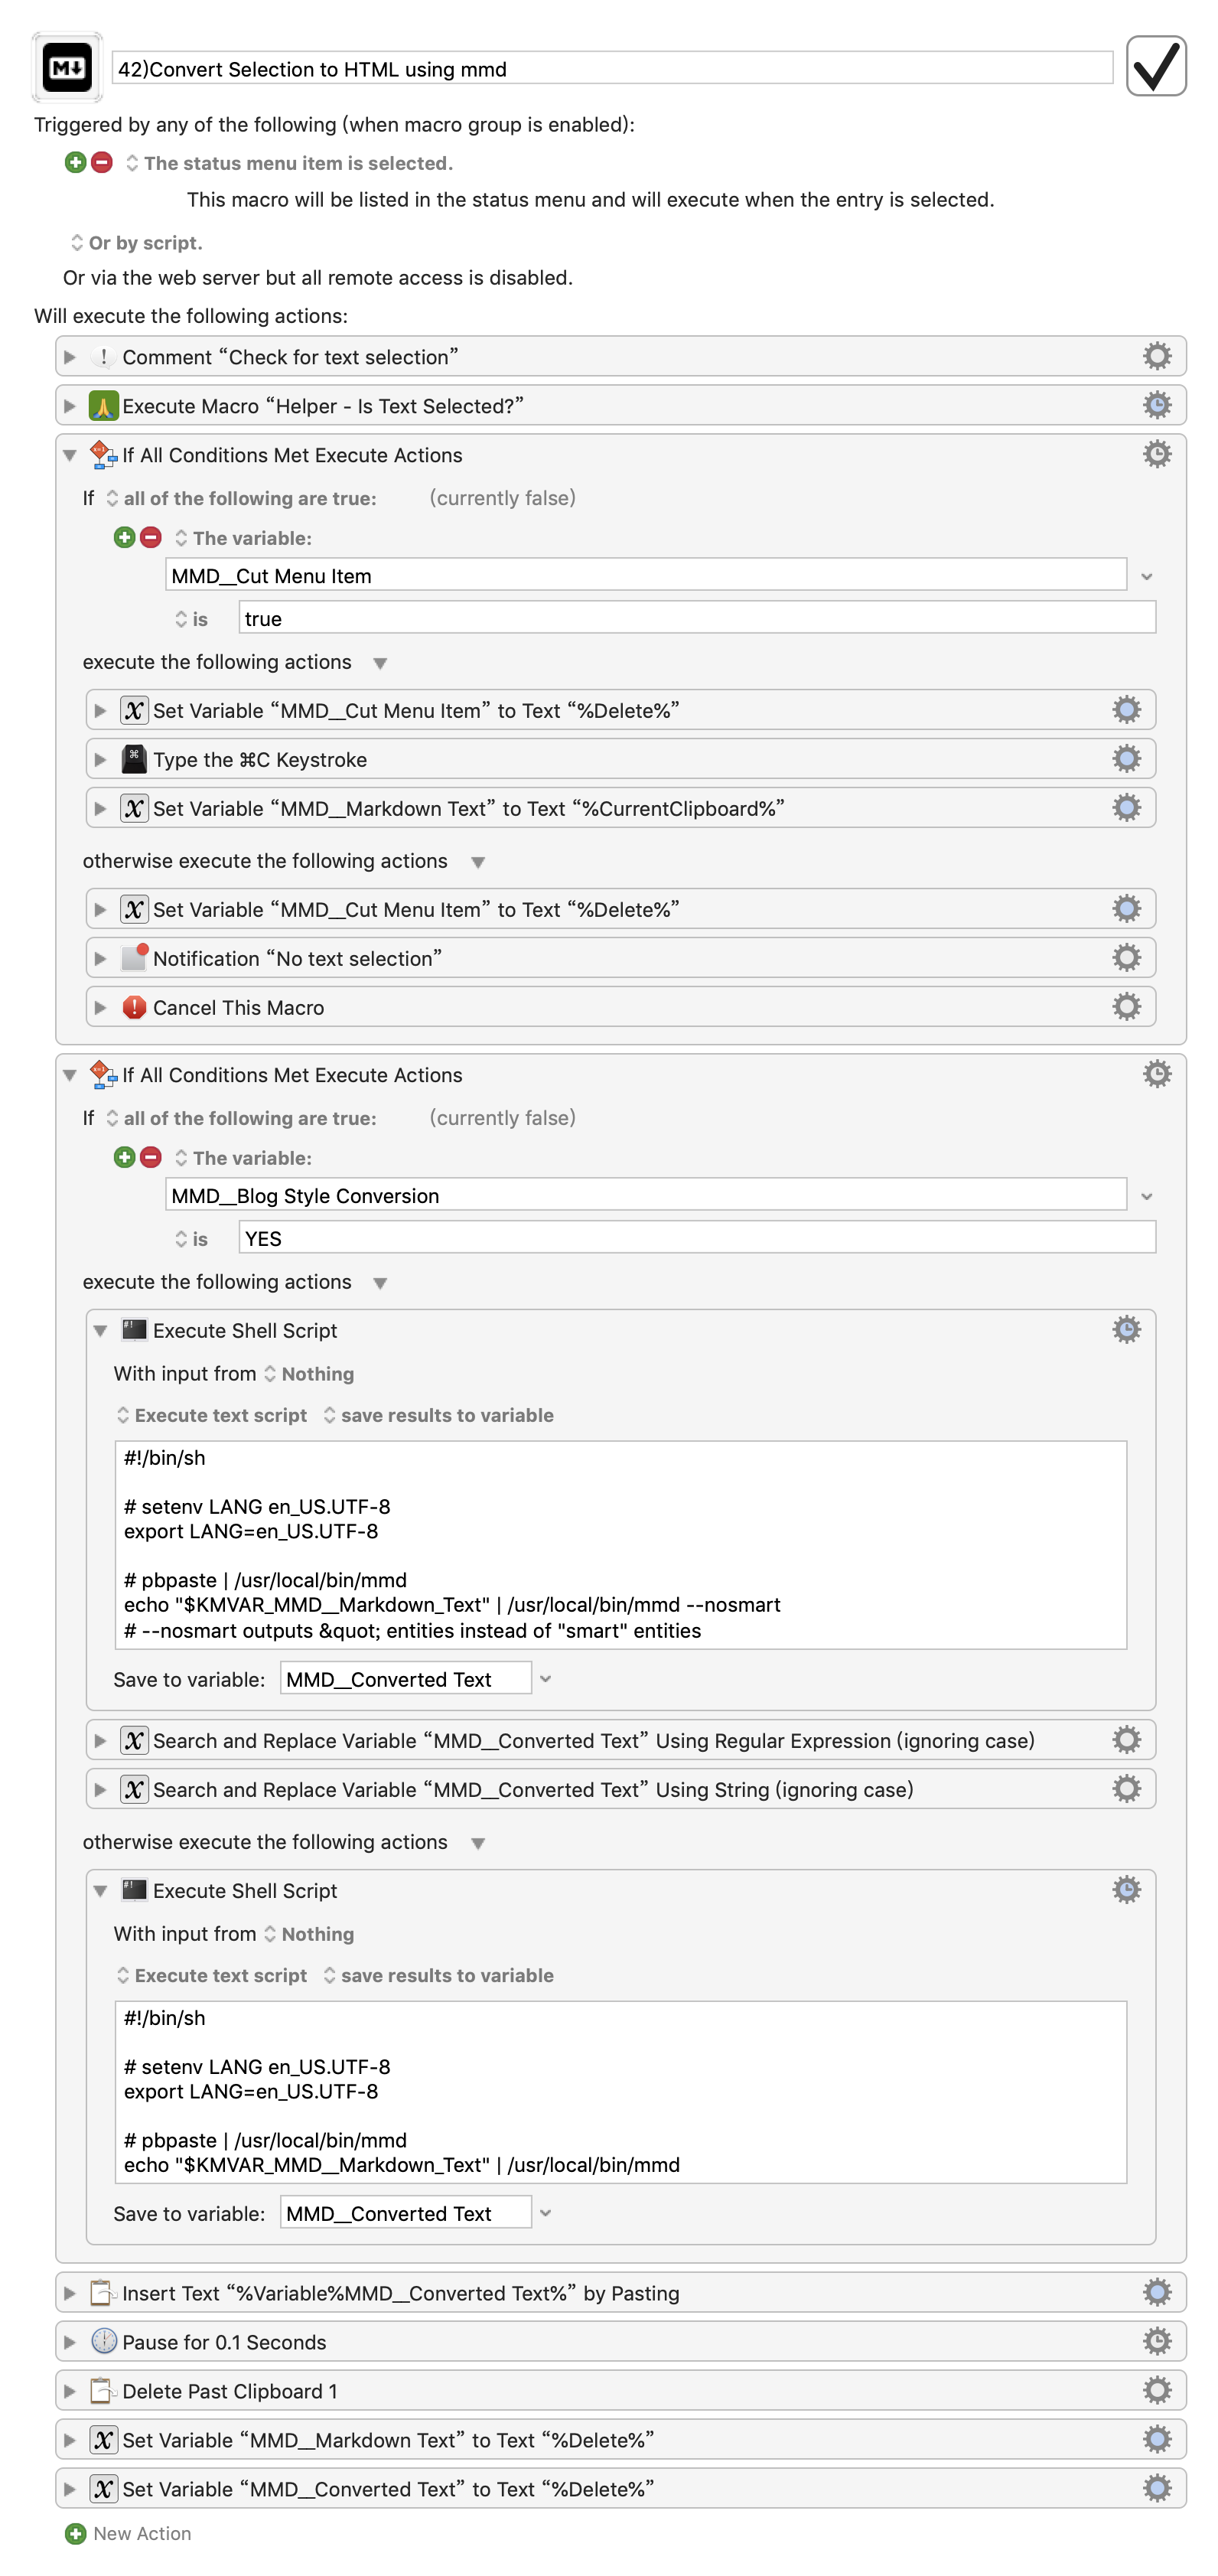 M↓
42)Convert Selection to HTML using mmd
Triggered by any of the following (when macro group is enabled):
The status menu item is selected.
This macro will be listed in the status menu and will execute when the entry is selected.
Or by script.
Or via the web server but all remote access is disabled.
Will execute the following actions:
Comment “Check for text selection”
Execute Macro “Helper - Is Text Selected?”
If All Conditions Met Execute Actions
If all of the following are true: (currently false)
The variable:
MMD__Cut Menu Item
is true
execute the following actions
Set Variable “MMD__Cut Menu Item” to Text “%Delete%”
Type the ⌘C Keystroke
Set Variable “MMD__Markdown Text” to Text “%CurrentClipboard%”
otherwise execute the following actions
Set Variable “MMD__Cut Menu Item” to Text “%Delete%”
Notification “No text selection”
Cancel This Macro
If All Conditions Met Execute Actions
If all of the following are true: (currently false)
The variable:
MMD__Blog Style Conversion
is YES
execute the following actions
Execute Shell Script
With input from Nothing
Execute text script save results to variable
#!/bin/sh
# setenv LANG en_US.UTF-8
export LANG=en_US.UTF-8
# pbpaste | /usr/local/bin/mmd
echo "$KMVAR_MMD__Markdown_Text" | /usr/local/bin/mmd --nosmart
# --nosmart outputs &quot; entities instead of "smart" entities
Save to variable: MMD__Converted Text
Search and Replace Variable “MMD__Converted Text” Using Regular Expression (ignoring case)
Search and Replace Variable “MMD__Converted Text” Using String (ignoring case)
otherwise execute the following actions
Execute Shell Script
With input from Nothing
Execute text script save results to variable
#!/bin/sh
# setenv LANG en_US.UTF-8
export LANG=en_US.UTF-8
# pbpaste | /usr/local/bin/mmd
echo "$KMVAR_MMD__Markdown_Text" | /usr/local/bin/mmd
Save to variable: MMD__Converted Text
Insert Text “%Variable%MMD__Converted Text%” by Pasting
Pause for 0.1 Seconds
Delete Past Clipboard 1
Set Variable “MMD__Markdown Text” to Text “%Delete%”
Set Variable “MMD__Converted Text” to Text “%Delete%”
New Action